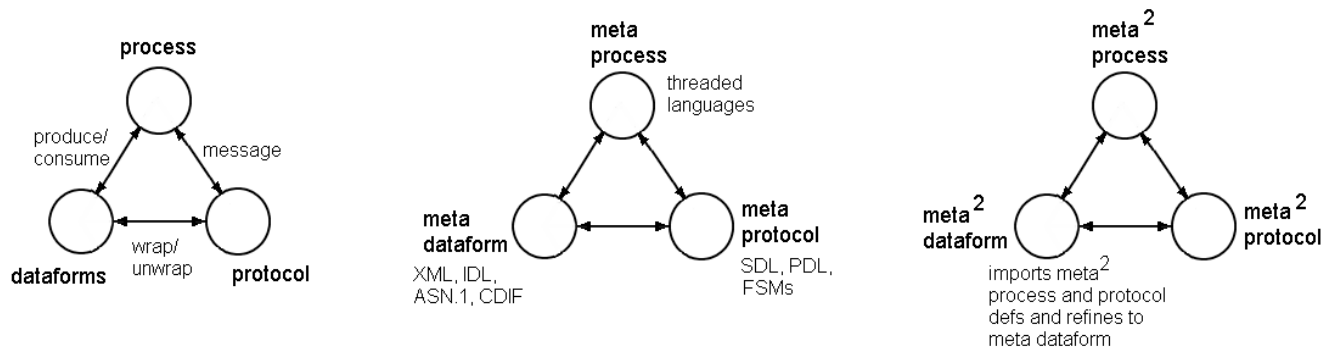 process
produce/
consume
message
wrap/
unwrap
dataforms
protocol
meta
process
threaded
languages
meta
dataform
XML, IDL,
ASN.1, CDIF
meta
protocol
SDL, PDL,
FSMs
meta 2
process
meta 2
dataform
imports meta2
process and protocol
defs and refines to
meta dataform
meta 2
protocol